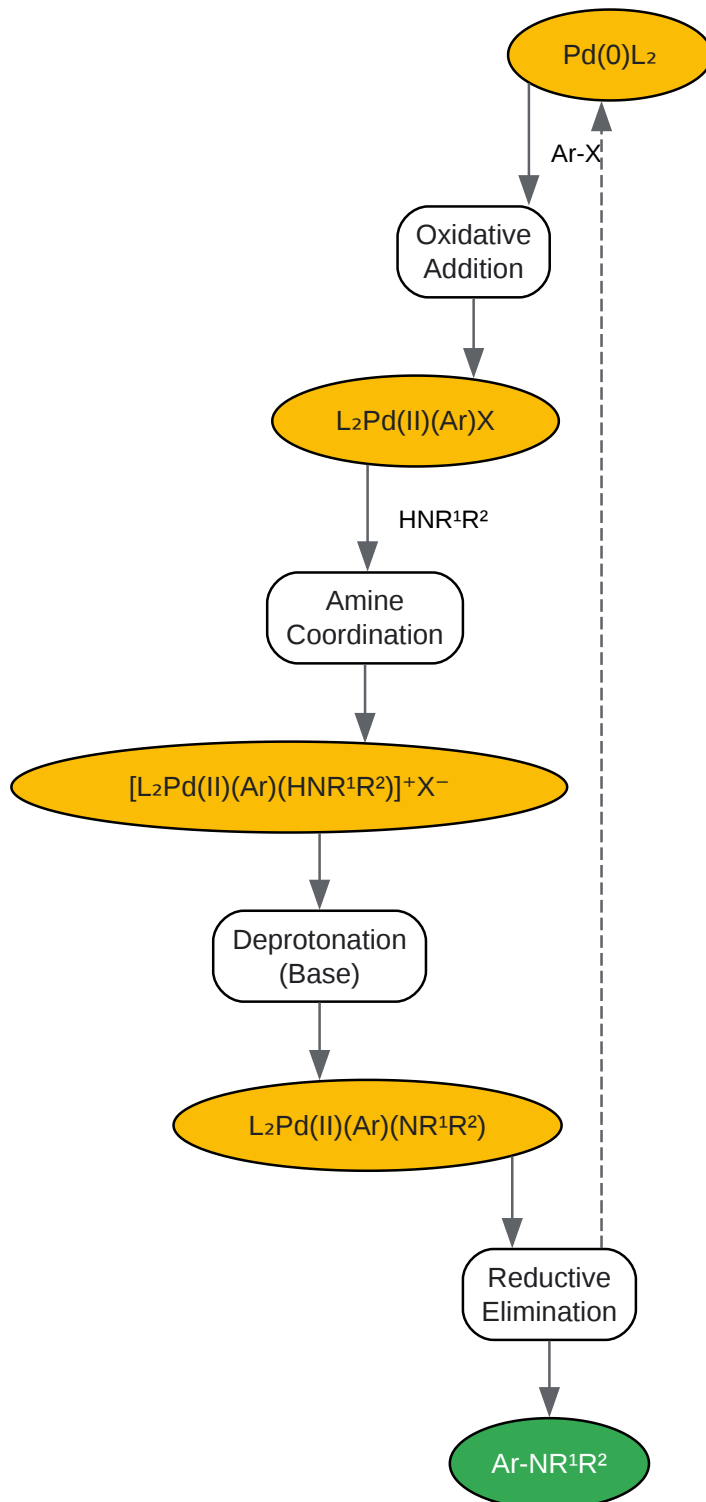 Pd(0)L₂
Ar-X
Oxidative
Addition
L₂Pd(II)(Ar)X
HNR¹R²
Amine
Coordination
[L₂Pd(II)(Ar)(HNR¹R²)]⁺X⁻
Deprotonation
(Base)
L₂Pd(II)(Ar)(NR¹R²)
Reductive
Elimination
Ar-NR¹R²